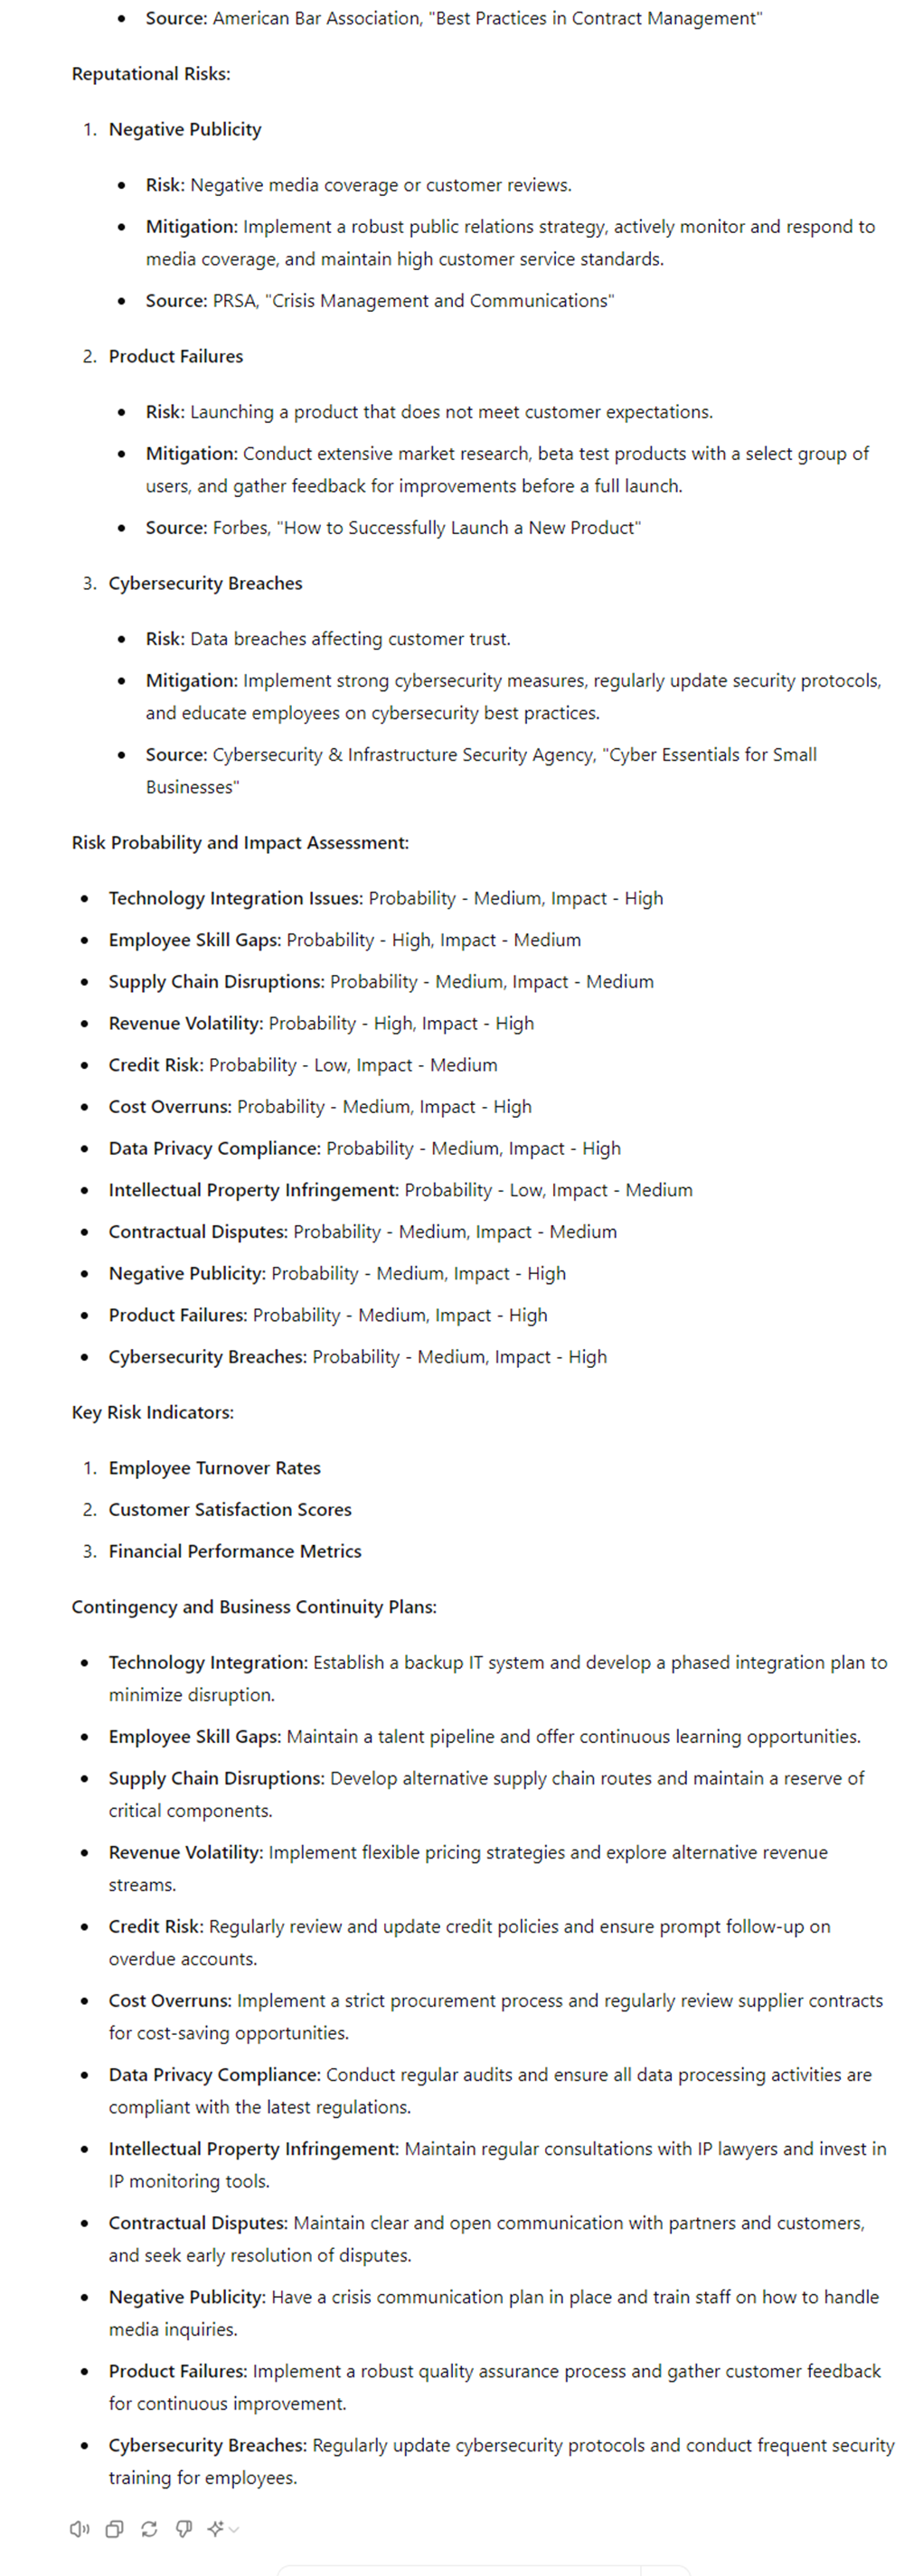 • Source: American Bar Association, "Best Practices in Contract Management"
Reputational Risks:
1. Negative Publicity
• Risk: Negative media coverage or customer reviews.
• Mitigation: Implement a robust public relations strategy, actively monitor and respond to
media coverage, and maintain high customer service standards.
• Source: PRSA, "Crisis Management and Communications"
2. Product Failures
• Risk: Launching a product that does not meet customer expectations.
• Mitigation: Conduct extensive market research, beta test products with a select group of
users, and gather feedback for improvements before a full launch.
• Source: Forbes, "How to Successfully Launch a New Product"
3. Cybersecurity Breaches
• Risk: Data breaches affecting customer trust.
• Mitigation: Implement strong cybersecurity measures, regularly update security protocols,
and educate employees on cybersecurity best practices.
• Source: Cybersecurity & Infrastructure Security Agency, "Cyber Essentials for Small
Businesses"
Risk Probability and Impact Assessment:
• Technology Integration Issues: Probability - Medium, Impact - High
• Employee Skill Gaps: Probability - High, Impact - Medium
• Supply Chain Disruptions: Probability - Medium, Impact - Medium
• Revenue Volatility: Probability - High, Impact - High
• Credit Risk: Probability - Low, Impact - Medium
• Cost Overruns: Probability - Medium, Impact - High
• Data Privacy Compliance: Probability - Medium, Impact - High
• Intellectual Property Infringement: Probability - Low, Impact - Medium
• Contractual Disputes: Probability - Medium, Impact - Medium
• Negative Publicity: Probability - Medium, Impact - High
• Product Failures: Probability - Medium, Impact - High
• Cybersecurity Breaches: Probability - Medium, Impact - High
Key Risk Indicators:
1. Employee Turnover Rates
2. Customer Satisfaction Scores
3. Financial Performance Metrics
Contingency and Business Continuity Plans:
• Technology Integration: Establish a backup IT system and develop a phased integration plan to
minimize disruption.
• Employee Skill Gaps: Maintain a talent pipeline and offer continuous learning opportunities.
• Supply Chain Disruptions: Develop alternative supply chain routes and maintain a reserve of
critical components.
• Revenue Volatility: Implement flexible pricing strategies and explore alternative revenue
streams.
• Credit Risk: Regularly review and update credit policies and ensure prompt follow-up on
overdue accounts.
• Cost Overruns: Implement a strict procurement process and regularly review supplier contracts
for cost-saving opportunities.
• Data Privacy Compliance: Conduct regular audits and ensure all data processing activities are
compliant with the latest regulations.
• Intellectual Property Infringement: Maintain regular consultations with IP lawyers and invest in
IP monitoring tools.
• Contractual Disputes: Maintain clear and open communication with partners and customers,
and seek early resolution of disputes.
• Negative Publicity: Have a crisis communication plan in place and train staff on how to handle
media inquiries.
• Product Failures: Implement a robust quality assurance process and gather customer feedback
for continuous improvement.
• Cybersecurity Breaches: Regularly update cybersecurity protocols and conduct frequent security
training for employees.